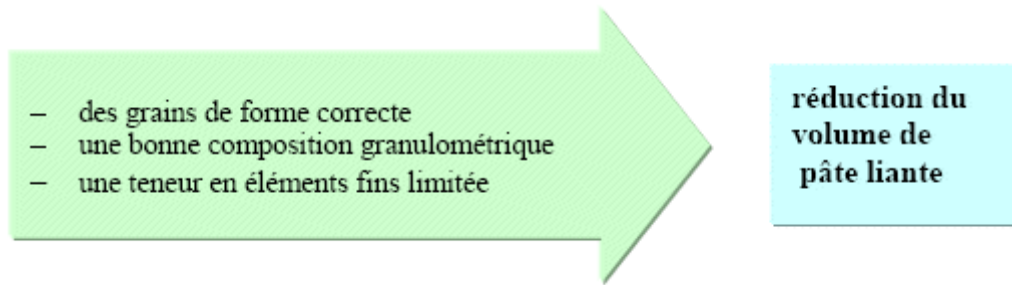 – des grains de forme correcte
– une bonne composition granulométrique
– une teneur en éléments fins limitée
réduction du
volume de
pâte liante